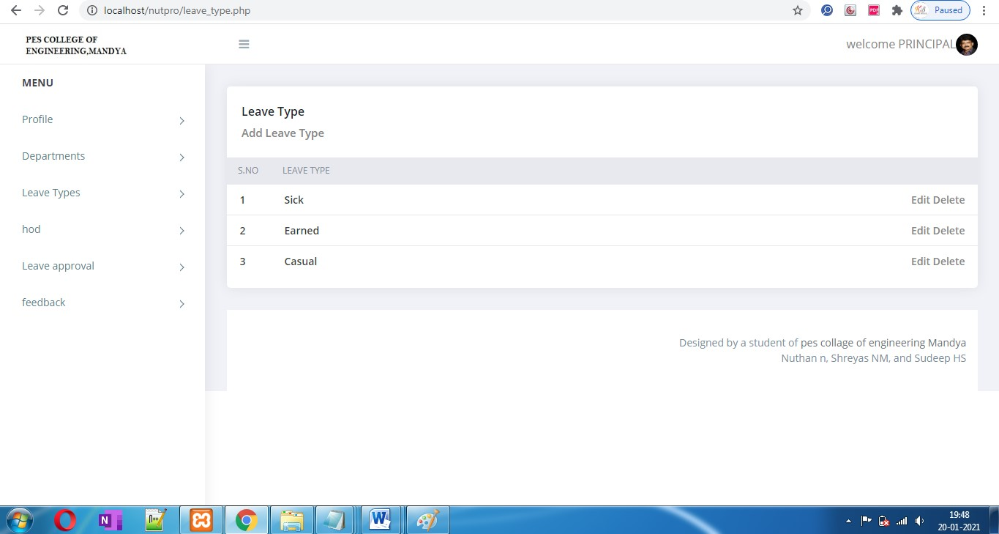 localhost/nutpro/leave_type.php
Paused
PES COLLEGE OF
ENGINEERING,MANDYA
welcome PRINCIPAL
MENU
Profile
Departments
Leave Types
hod
Leave approval
feedback
Leave Type
Add Leave Type
S.NO LEAVE TYPE
1 Sick Edit Delete
2 Earned Edit Delete
3 Casual Edit Delete
Designed by a student of pes collage of engineering Mandya
Nuthan n, Shreyas NM, and Sudeep HS
19:48
20-01-2021